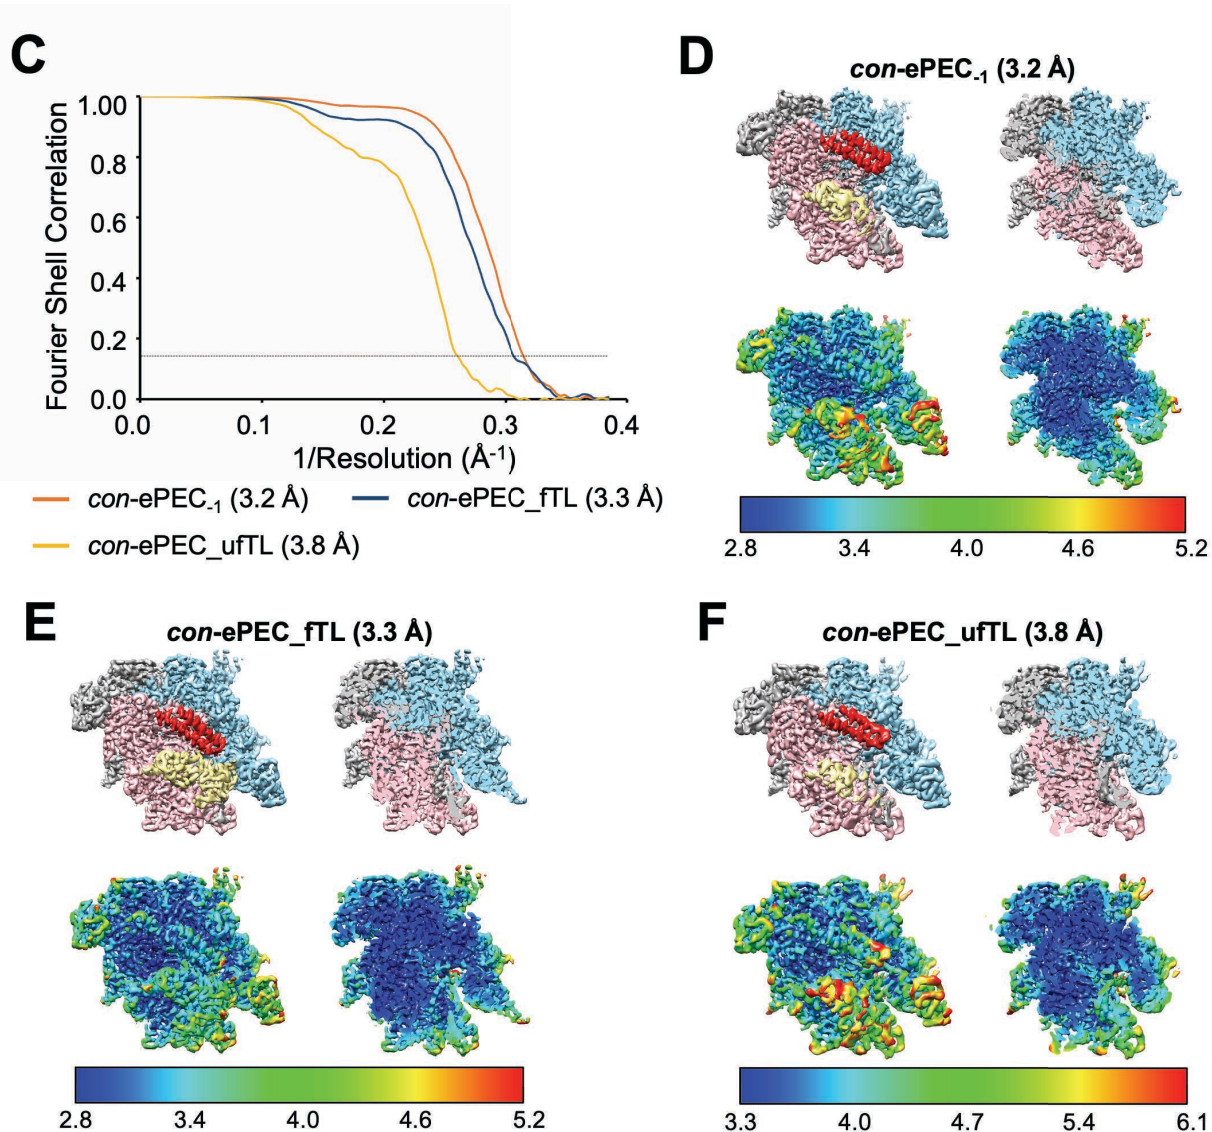 C
Fourier Shell Correlation
1.00
0.8
0.6
0.4
0.2
0.0
0.0 0.1 0.2 0.3 0.4
1/Resolution (Å-1)
con-ePEC-1 (3.2 Å)
con-ePEC_fTL (3.3 Å)
con-ePEC_ufTL (3.8 Å)
D
con-ePEC-1 (3.2 Å)
2.8 3.4 4.0 4.6 5.2
E
con-ePEC_fTL (3.3 Å)
2.8 3.4 4.0 4.6 5.2
F
con-ePEC_ufTL (3.8 Å)
3.3 4.0 4.7 5.4 6.1